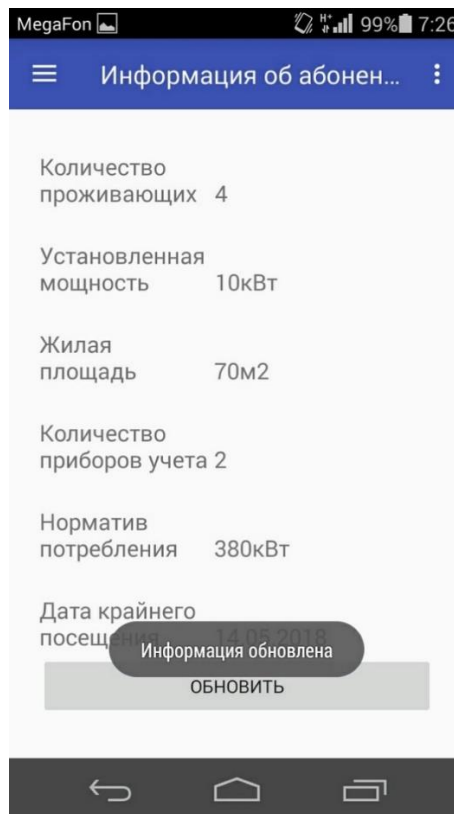 MegaFon H+ 99% 7:26
Информация об абонен...
Количество
проживающих 4
Установленная
мощность 10кВт
Жилая
площадь 70м2
Количество
приборов учета 2
Норматив
потребления 380кВт
Дата крайнего
посещения 14.05.2018
Информация обновлена
ОБНОВИТЬ